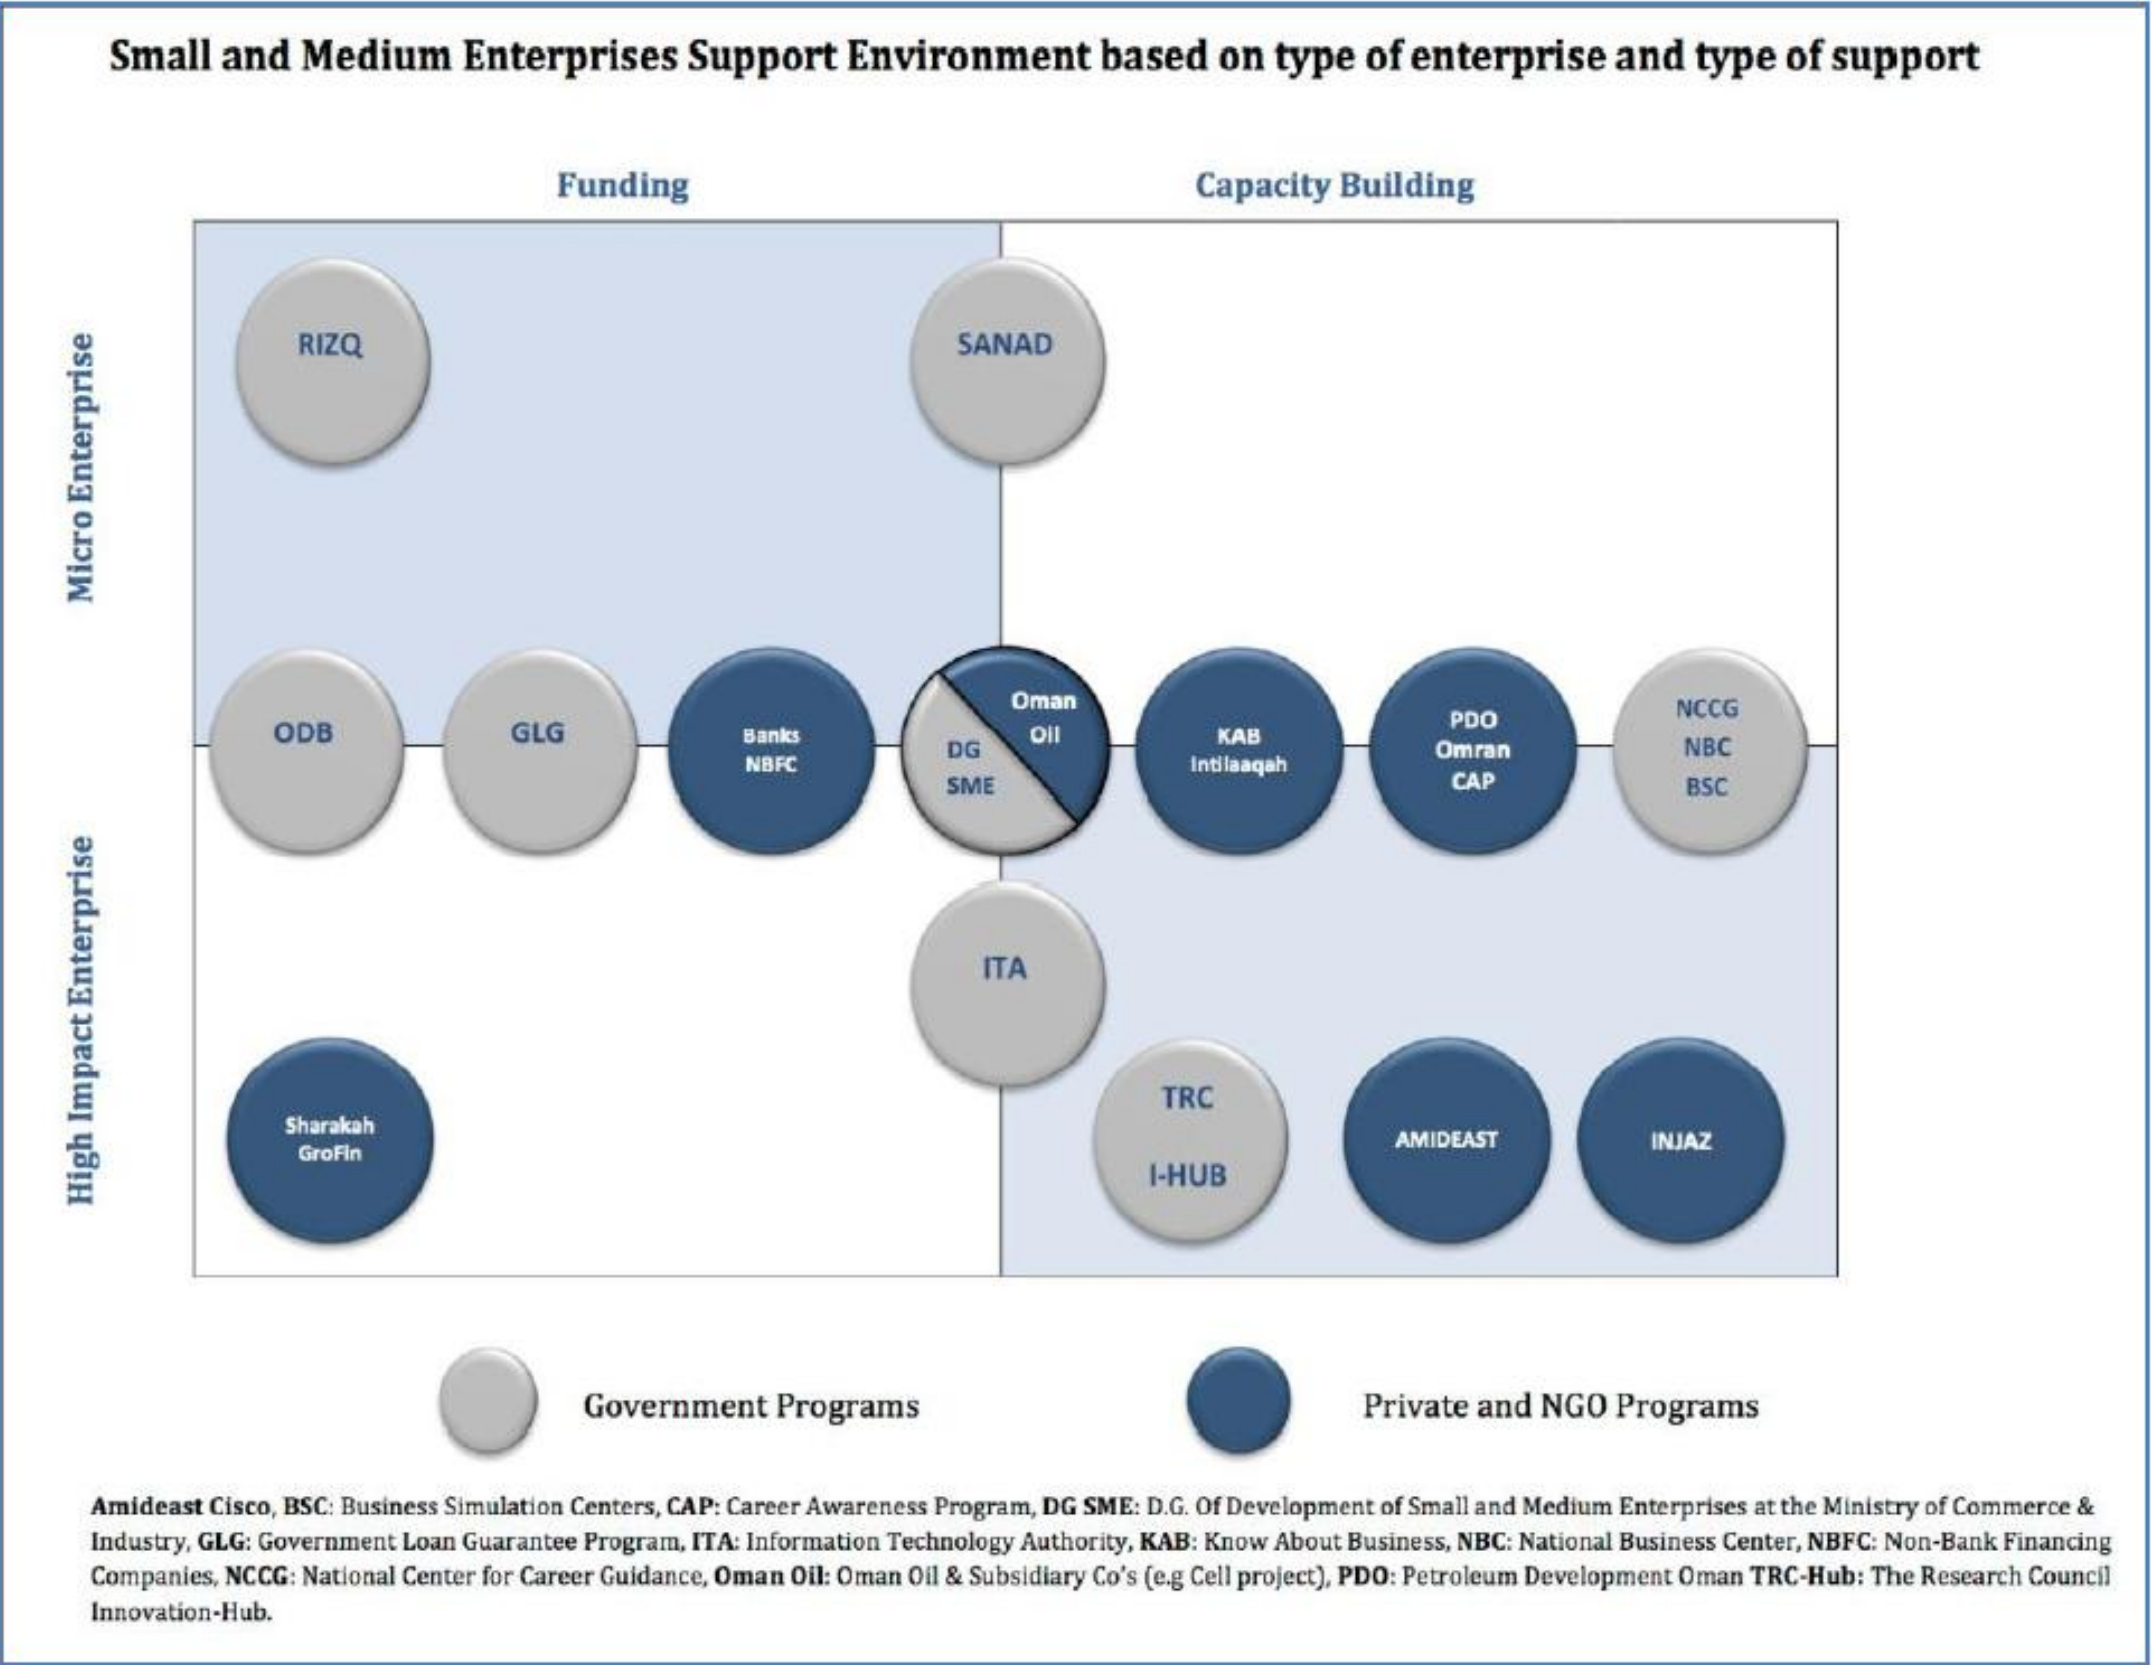 Small and Medium Enterprises Support Environment based on type of enterprise and type of support
Funding
Capacity Building
Micro Enterprise
RIZQ
SANAD
ODB
GLG
Banks
NBFC
Oman
Oil
DG
SME
KAB
Intilaaqah
PDO
Omran
CAP
NCCG
NBC
BSC
High Impact Enterprise
ITA
Sharakah
GroFin
TRC
I-HUB
AMIDEAST
INJAZ
Government Programs
Private and NGO Programs
Amideast Cisco, BSC: Business Simulation Centers, CAP: Career Awareness Program, DG SME: D.G. Of Development of Small and Medium Enterprises at the Ministry of Commerce &
Industry, GLG: Government Loan Guarantee Program, ITA: Information Technology Authority, KAB: Know About Business, NBC: National Business Center, NBFC: Non-Bank Financing
Companies, NCCG: National Center for Career Guidance, Oman Oil: Oman Oil & Subsidiary Co's (e.g Cell project), PDO: Petroleum Development Oman TRC-Hub: The Research Council
Innovation-Hub.